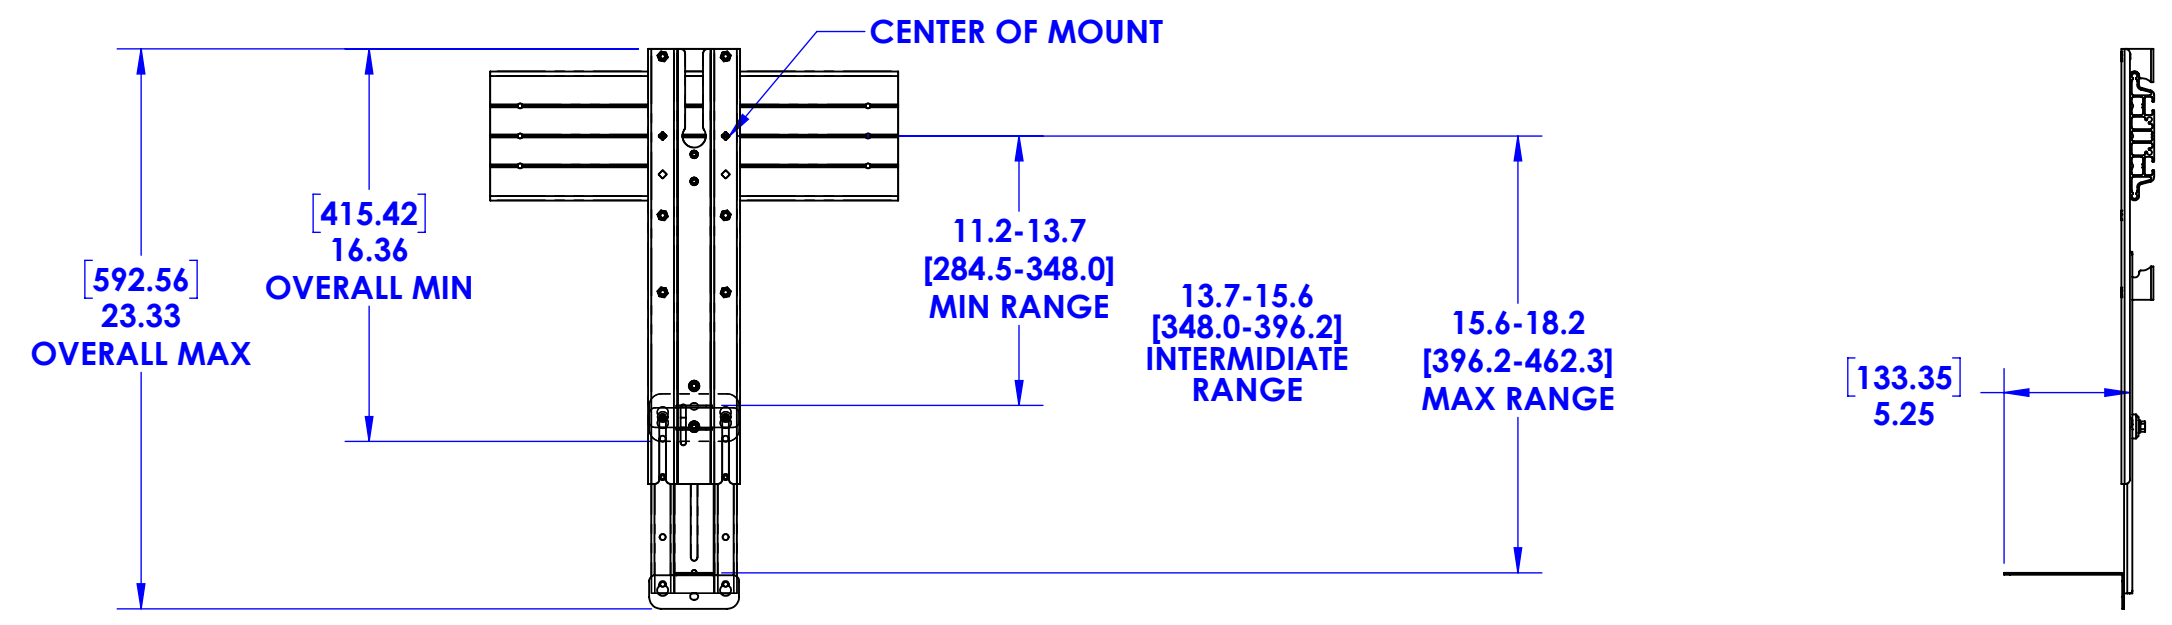 CENTER OF MOUNT
[592.56]
23.33
OVERALL MAX
[415.42]
16.36
OVERALL MIN
11.2-13.7
[284.5-348.0]
MIN RANGE
13.7-15.6
[348.0-396.2]
INTERMIDIATE
RANGE
15.6-18.2
[396.2-462.3]
MAX RANGE
[133.35]
5.25